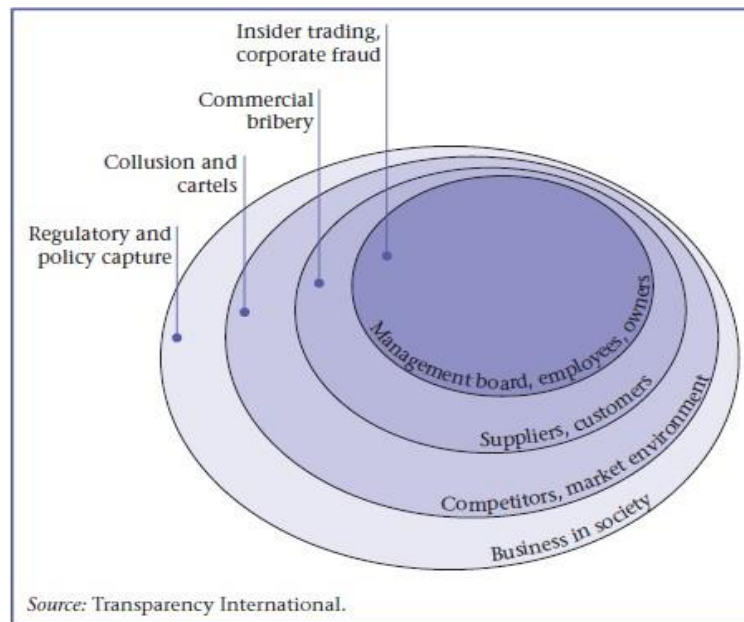 Insider trading,
corporate fraud
Commercial
bribery
Collusion and
cartels
Regulatory and
policy capture
Management board, employees, owners
Suppliers, customers
Competitors, market environment
Business in society
Source: Transparency International.